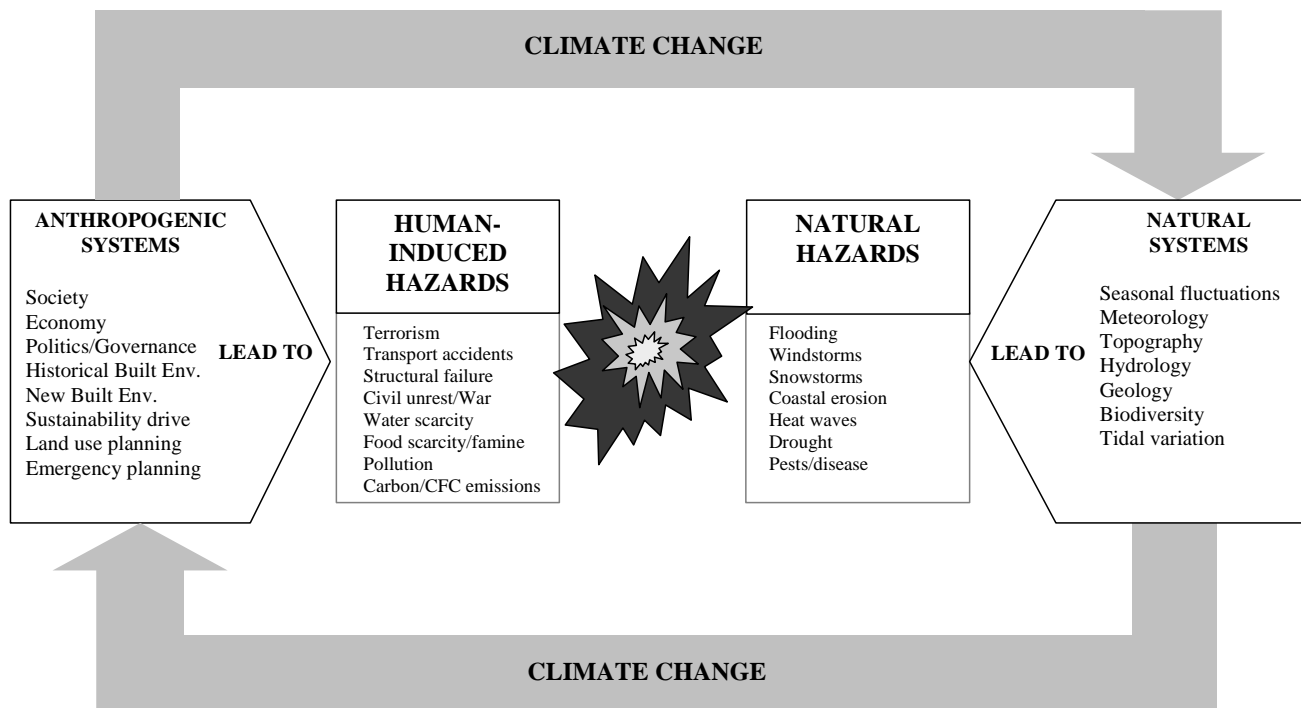 CLIMATE CHANGE
ANTHROPOGENIC
SYSTEMS
Society
Economy
Politics/Governance
Historical Built Env.
New Built Env.
Sustainability drive
Land use planning
Emergency planning
LEAD TO
HUMAN-
INDUCED
HAZARDS
Terrorism
Transport accidents
Structural failure
Civil unrest/War
Water scarcity
Food scarcity/famine
Pollution
Carbon/CFC emissions
NATURAL
HAZARDS
Flooding
Windstorms
Snowstorms
Coastal erosion
Heat waves
Drought
Pests/disease
LEAD TO
NATURAL
SYSTEMS
Seasonal fluctuations
Meteorology
Topography
Hydrology
Geology
Biodiversity
Tidal variation
CLIMATE CHANGE